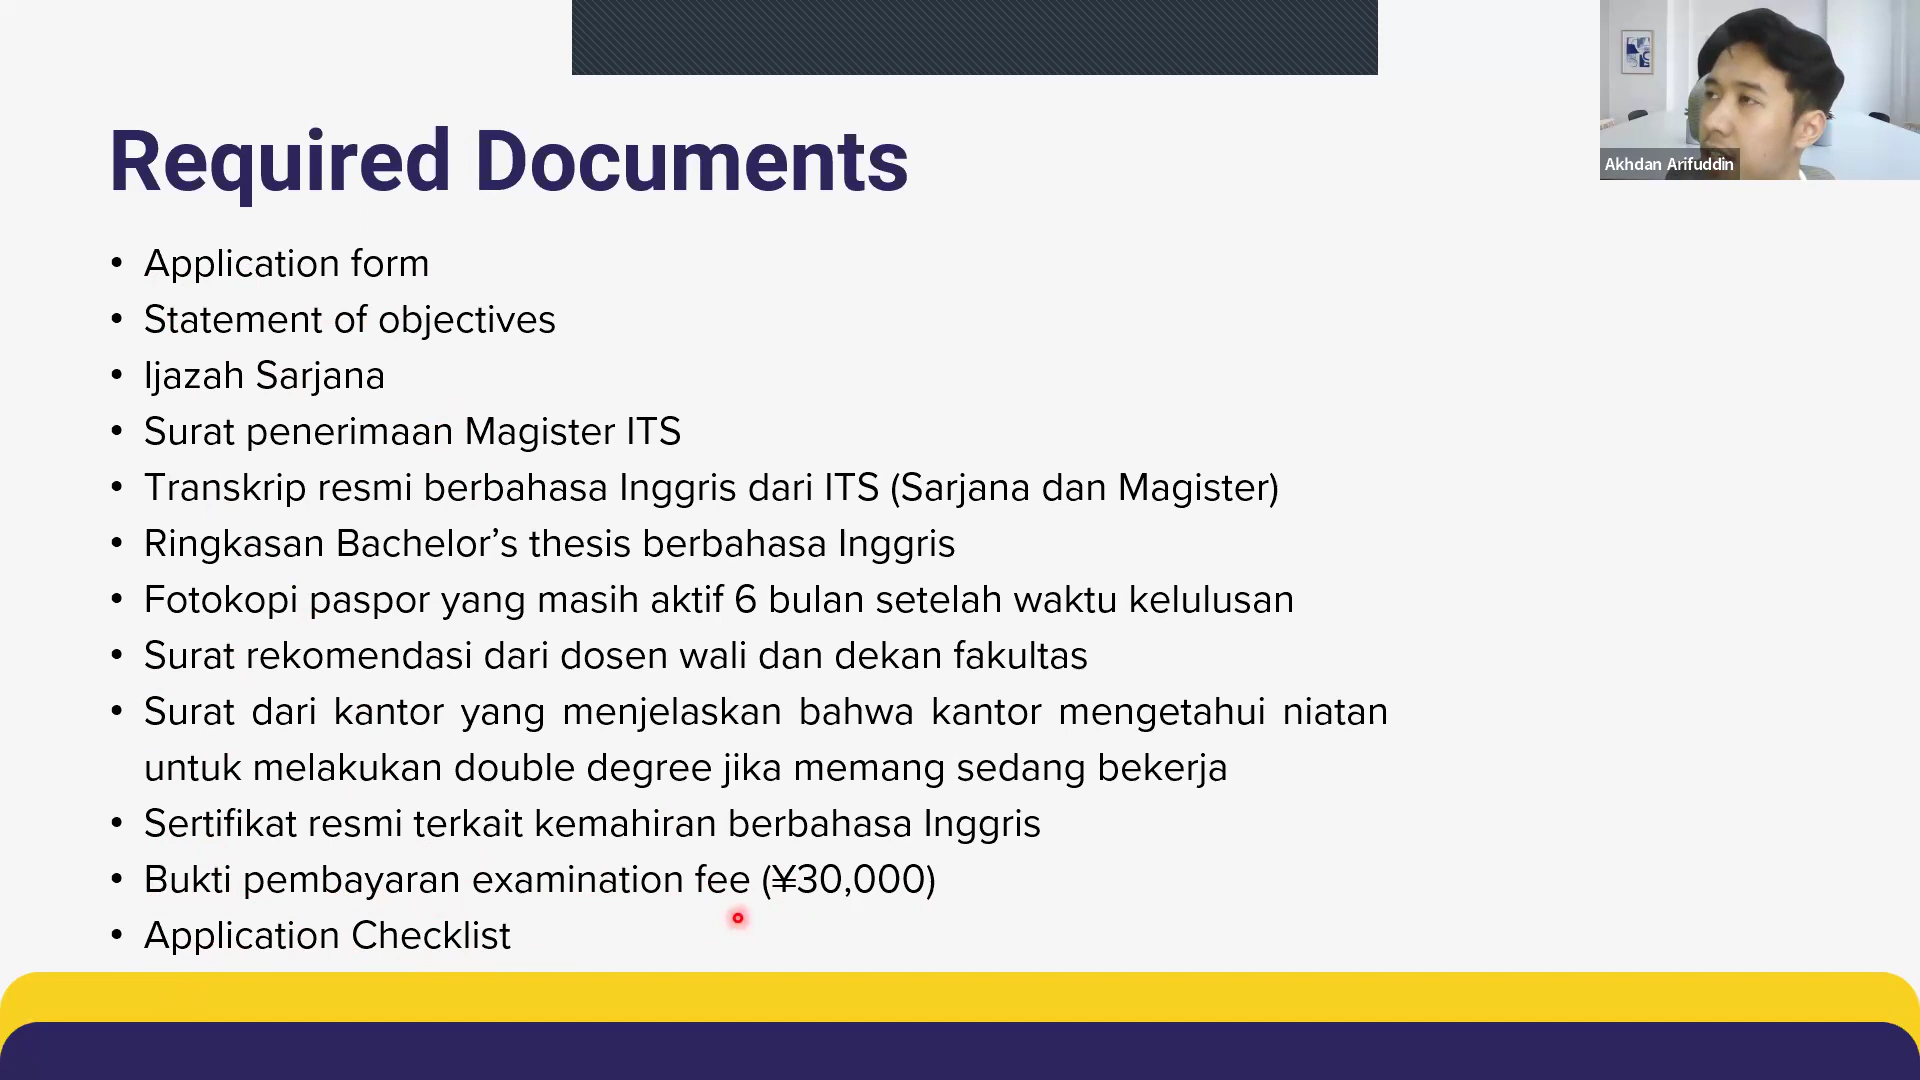 Required Documents
Akhdan Arifuddin
• Application form
• Statement of objectives
• Ijazah Sarjana
• Surat penerimaan Magister ITS
• Transkrip resmi berbahasa Inggris dari ITS (Sarjana dan Magister)
• Ringkasan Bachelor’s thesis berbahasa Inggris
• Fotokopi paspor yang masih aktif 6 bulan setelah waktu kelulusan
• Surat rekomendasi dari dosen wali dan dekan fakultas
• Surat dari kantor yang menjelaskan bahwa kantor mengetahui niatan
untuk melakukan double degree jika memang sedang bekerja
• Sertifikat resmi terkait kemahiran berbahasa Inggris
• Bukti pembayaran examination fee (¥30,000)
• Application Checklist